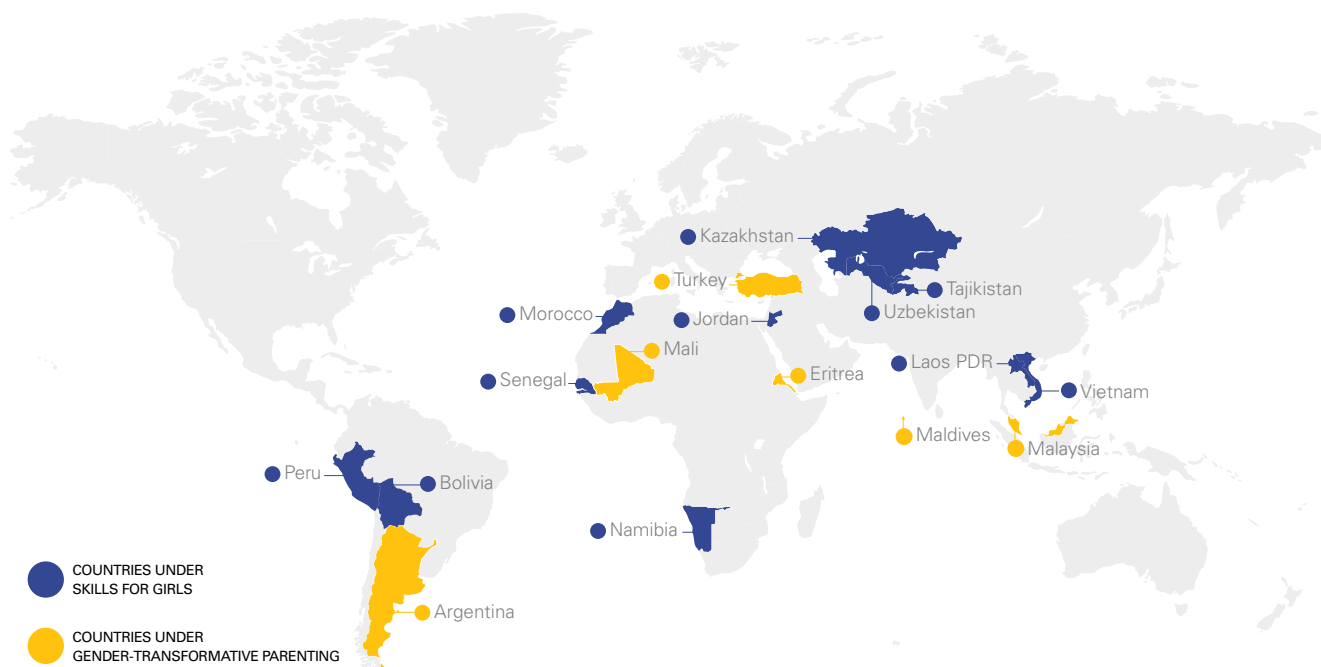 Kazakhstan
Turkey
Tajikistan
Morocco
Jordan
Uzbekistan
Mali
Laos PDR
Senegal
Eritrea
Vietnam
Maldives
Malaysia
Peru
Bolivia
Namibia
COUNTRIES UNDER
SKILLS FOR GIRLS
Argentina
COUNTRIES UNDER
GENDER-TRANSFORMATIVE PARENTING